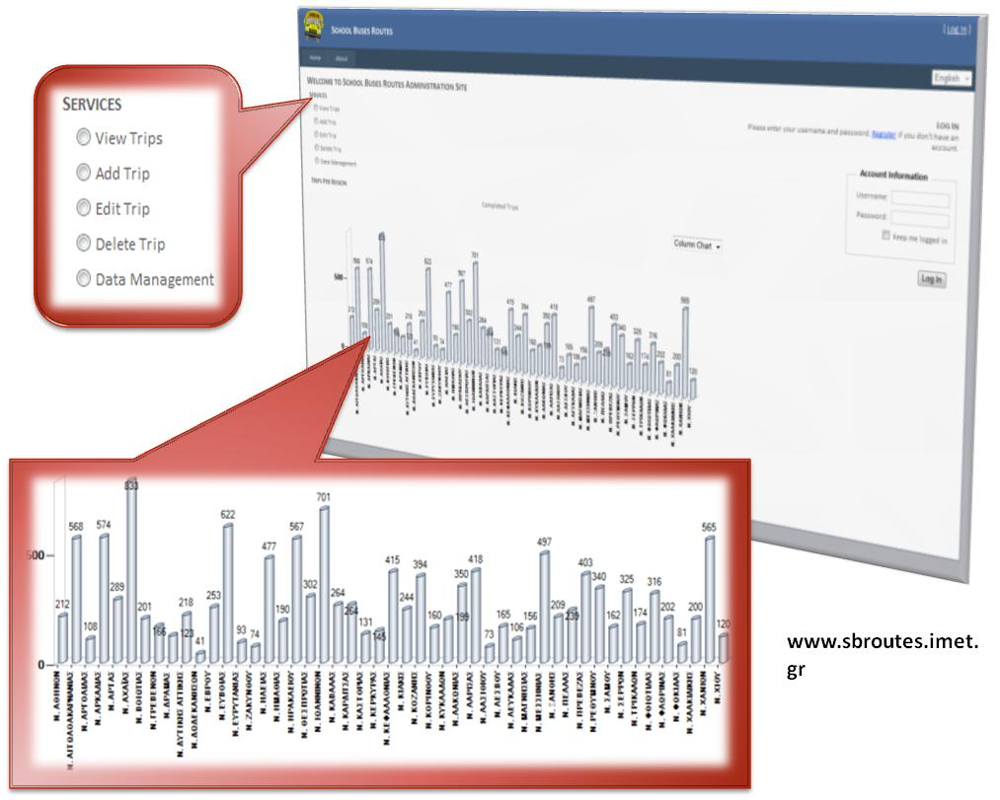 SCHOOL BUSES ROUTES
[ Log In ]
Home
About
English
WELCOME TO SCHOOL BUSES ROUTES ADMINISTRATION SITE
SERVICES
View Trips
Add Trip
Edit Trip
Delete Trip
Data Management
TRIPS PER REGION
Completed Trips
Column Chart
LOG IN
Please enter your username and password. Register if you don't have an
account.
Account Information
Username:
Password:
Keep me logged in
Log In
SERVICES
View Trips
Add Trip
Edit Trip
Delete Trip
Data Management
500
0
212
568
108
574
289
833
201
166
123
218
41
253
622
93
74
477
190
567
302
701
264
264
131
145
415
244
394
160
199
350
418
73
165
106
156
497
209
239
403
340
162
325
174
316
202
81
200
565
120
Ν. ΑΘΗΝΩΝ
Ν. ΑΙΤΩΛΟΑΚΑΡΝΑΝΙΑΣ
Ν. ΑΡΓΟΛΙΔΑΣ
Ν. ΑΡΚΑΔΙΑΣ
Ν. ΑΡΤΑΣ
Ν. ΑΧΑΪΑΣ
Ν. ΒΟΙΩΤΙΑΣ
Ν. ΓΡΕΒΕΝΩΝ
Ν. ΔΡΑΜΑΣ
Ν. ΔΥΤΙΚΗΣ ΑΤΤΙΚΗΣ
Ν. ΔΩΔΕΚΑΝΗΣΩΝ
Ν. ΕΒΡΟΥ
Ν. ΕΥΒΟΙΑΣ
Ν. ΕΥΡΥΤΑΝΙΑΣ
Ν. ΖΑΚΥΝΘΟΥ
Ν. ΗΛΕΙΑΣ
Ν. ΗΜΑΘΙΑΣ
Ν. ΗΡΑΚΛΕΙΟΥ
Ν. ΘΕΣΠΡΩΤΙΑΣ
Ν. ΙΩΑΝΝΙΝΩΝ
Ν. ΚΑΒΑΛΑΣ
Ν. ΚΑΡΔΙΤΣΑΣ
Ν. ΚΑΣΤΟΡΙΑΣ
Ν. ΚΕΡΚΥΡΑΣ
Ν. ΚΕΦΑΛΛΟΝΙΑΣ
Ν. ΚΙΛΚΙΣ
Ν. ΚΟΖΑΝΗΣ
Ν. ΚΟΡΙΝΘΟΥ
Ν. ΚΥΚΛΑΔΩΝ
Ν. ΛΑΚΩΝΙΑΣ
Ν. ΛΑΡΙΣΗΣ
Ν. ΛΑΣΙΘΙΟΥ
Ν. ΛΕΣΒΟΥ
Ν. ΛΕΥΚΑΔΑΣ
Ν. ΜΑΓΝΗΣΙΑΣ
Ν. ΜΕΣΣΗΝΙΑΣ
Ν. ΞΑΝΘΗΣ
Ν. ΠΕΛΛΑΣ
Ν. ΠΡΕΒΕΖΑΣ
Ν. ΡΕΘΥΜΝΟΥ
Ν. ΣΑΜΟΥ
Ν. ΣΕΡΡΩΝ
Ν. ΤΡΙΚΑΛΩΝ
Ν. ΦΘΙΩΤΙΔΑΣ
Ν. ΦΛΩΡΙΝΑΣ
Ν. ΦΩΚΙΔΑΣ
Ν. ΧΑΛΚΙΔΙΚΗΣ
Ν. ΧΑΝΙΩΝ
Ν. ΧΙΟΥ
www.sbroutes.imet.
gr